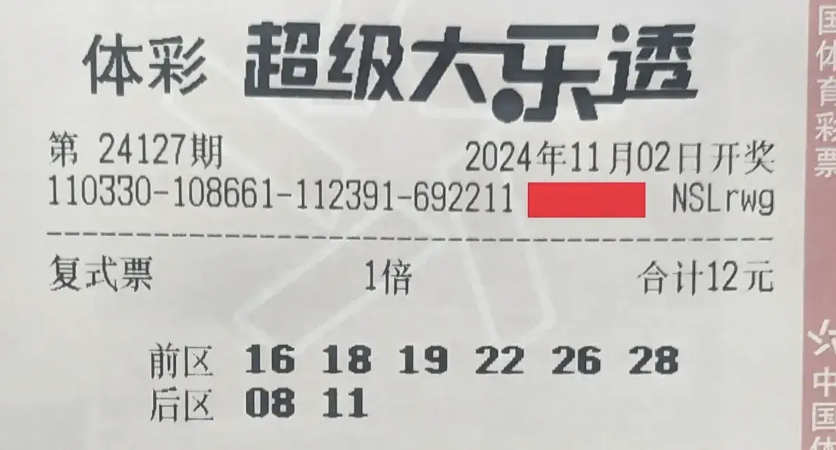 体彩 超级大乐透
第 24127期 2024年11月02日开奖
110330-108661-112391-692211 NSLrwg
复式票 1倍 合计12元
前区 16 18 19 22 26 28
后区 08 11
国体育彩票
中国体